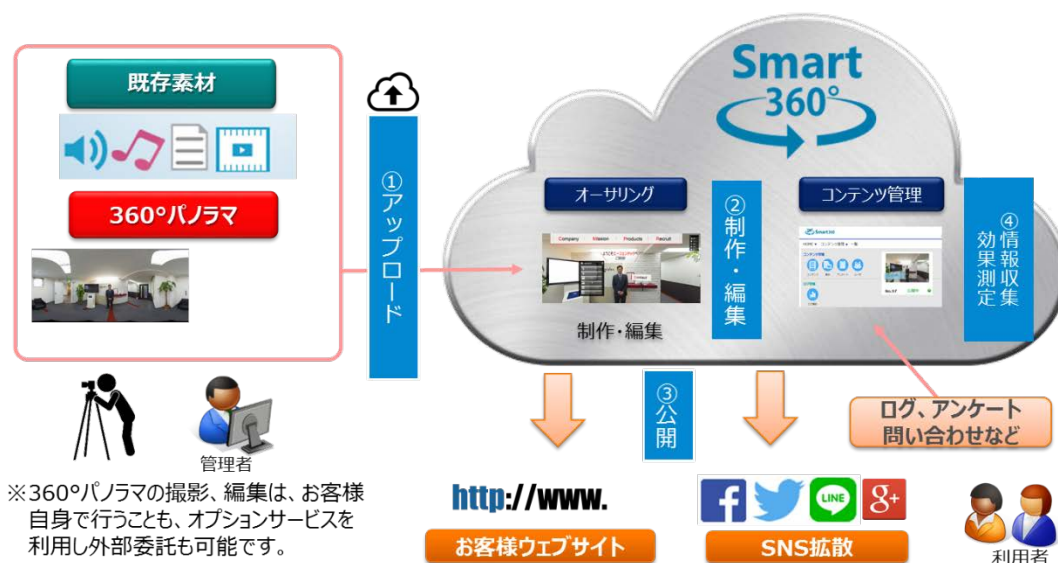 既存素材
360°パノラマ
管理者
※360°パノラマの撮影、編集は、お客様
自身で行うことも、オプションサービスを
利用し外部委託も可能です。
①アップロード
Smart
360°
オーサリング
Company
Mission
Products
Recruit
制作・編集
②制作・編集
コンテンツ管理
④情報収集
効果測定
③公開
ログ、アンケート
問い合わせなど
http://www.
お客様ウェブサイト
f
LINE
g+
SNS拡散
利用者